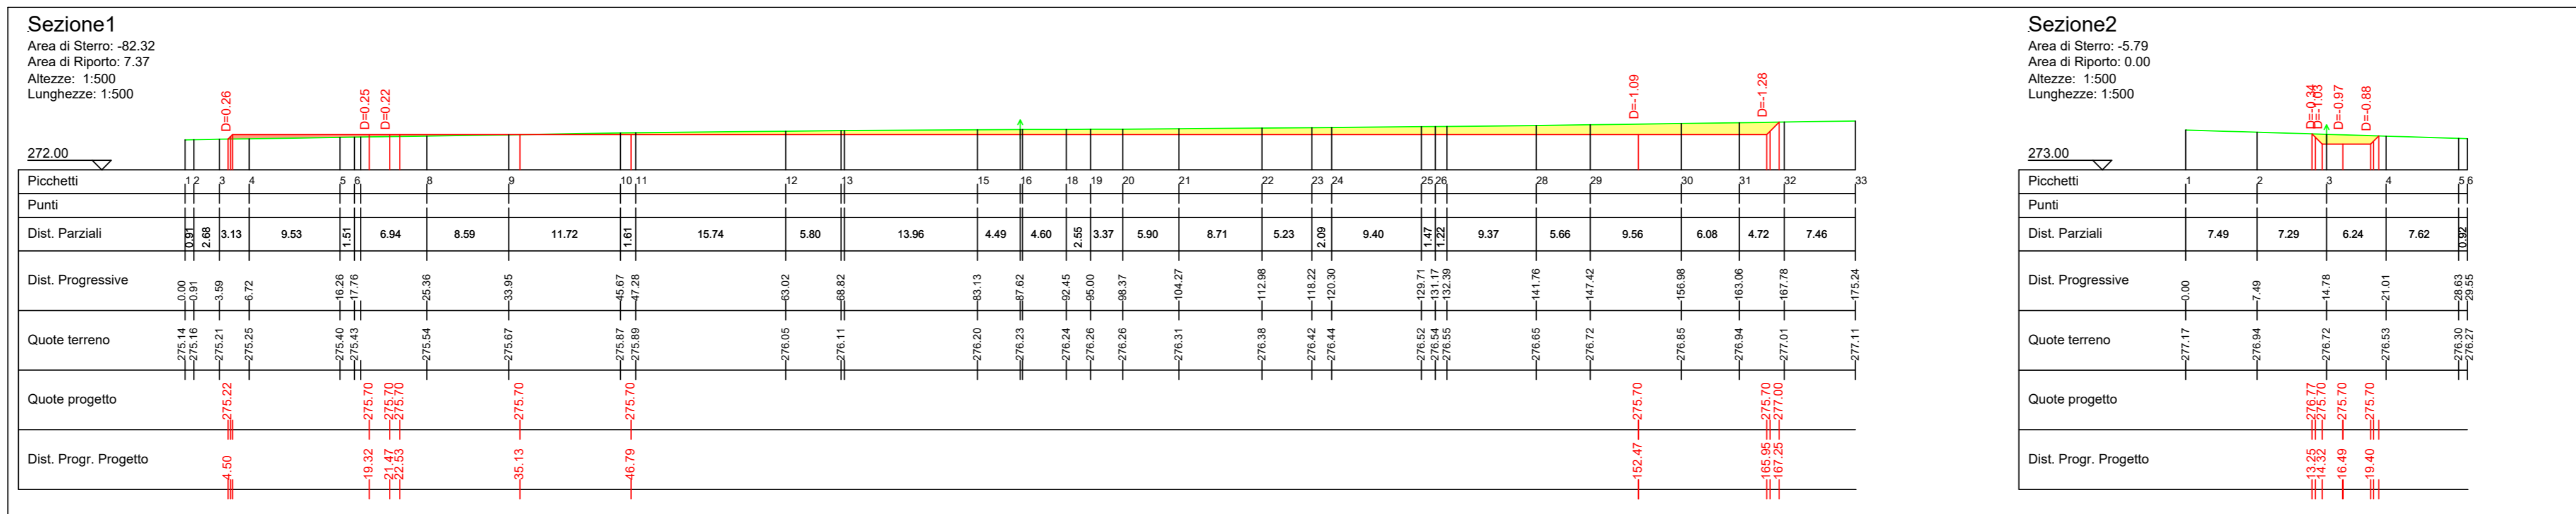 Sezione1
Area di Sterro: -82.32
Area di Riporto: 7.37
Altezze: 1:500
Lunghezze: 1:500
D=0.26 D=0.25 D=0.22 D=-1.09 D=-1.28
272.00
Picchetti 1 2 3 4 5 6 8 9 10 11 12 13 15 16 18 19 20 21 22 23 24 25 26 28 29 30 31 32 33
Punti
Dist. Parziali 0.91 2.68 3.13 9.53 1.51 6.94 8.59 11.72 1.61 15.74 5.80 13.96 4.49 4.60 2.55 3.37 5.90 8.71 5.23 2.09 9.40 1.47 1.22 9.37 5.66 9.56 6.08 4.72 7.46
Dist. Progressive 0.00 0.91 3.59 6.72 16.26 17.76 25.36 33.95 45.67 47.28 63.02 68.82 83.13 87.62 92.45 95.00 98.37 104.27 112.98 118.22 120.30 129.71 131.17 132.39 141.76 147.42 156.98 163.06 167.78 175.24
Quote terreno 275.14 275.16 275.21 275.25 275.40 275.43 275.54 275.67 275.87 275.89 276.05 276.11 276.20 276.23 276.24 276.26 276.26 276.31 276.38 276.42 276.44 276.52 276.54 276.55 276.65 276.72 276.85 276.94 277.01 277.11
Quote progetto 275.22 275.70 275.70 275.70 275.70 275.70 275.70 275.70 277.00
Dist. Progr. Progetto 4.50 19.32 21.47 22.53 35.13 46.79 152.47 165.95 167.25
Sezione2
Area di Sterro: -5.79
Area di Riporto: 0.00
Altezze: 1:500
Lunghezze: 1:500
D=-0.34 D=-1.03 D=-0.97 D=-0.88
273.00
Picchetti 1 2 3 4 5 6
Punti
Dist. Parziali 7.49 7.29 6.24 7.62 0.92
Dist. Progressive 0.00 7.49 14.78 21.01 28.63 29.55
Quote terreno 277.17 276.94 276.72 276.53 276.30 276.27
Quote progetto 276.77 275.70 275.70 275.70
Dist. Progr. Progetto 13.25 14.32 16.49 19.40